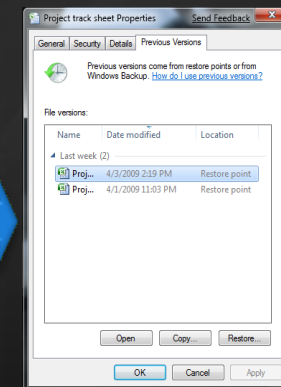 Project track sheet Properties Send Feedback
General Security Details Previous Versions
Previous versions come from restore points or from
Windows Backup. How do I use previous versions?
File versions:
Name Date modified Location
Last week (2)
Proj... 4/3/2009 2:19 PM Restore point
Proj... 4/1/2009 11:03 PM Restore point
Open Copy... Restore...
OK Cancel Apply